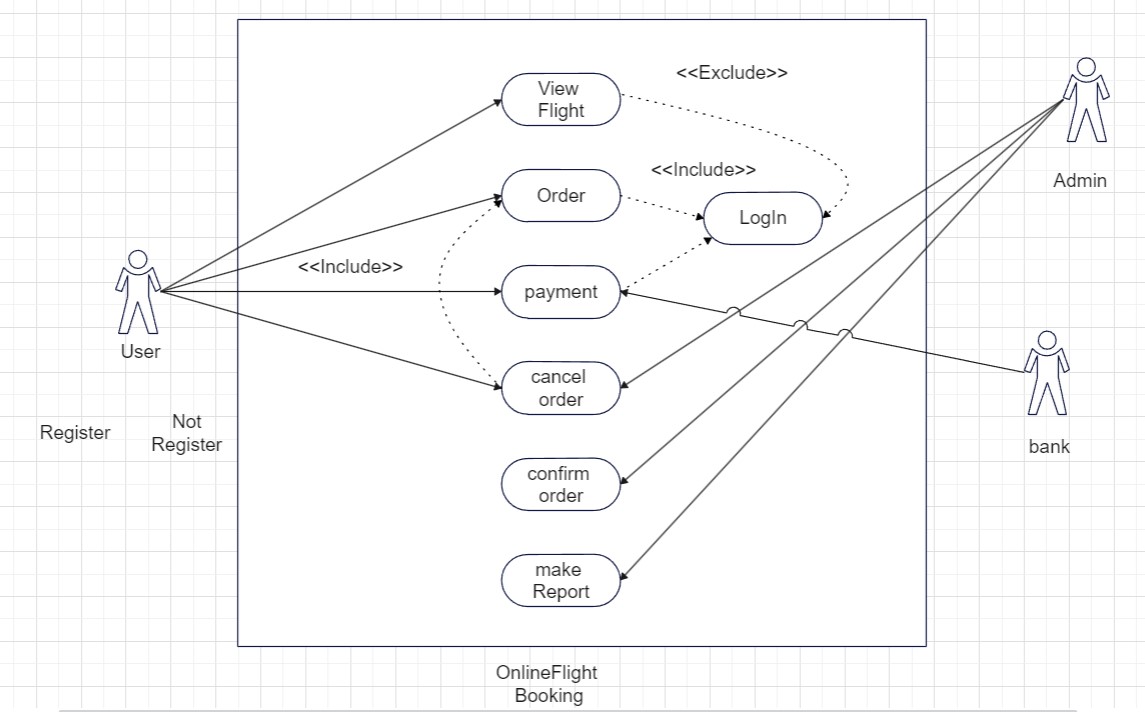 <<Exclude>>
View
Flight
<<Include>>
Order
LogIn
Admin
<<Include>>
payment
User
cancel
order
Register
Not
Register
bank
confirm
order
make
Report
OnlineFlight
Booking